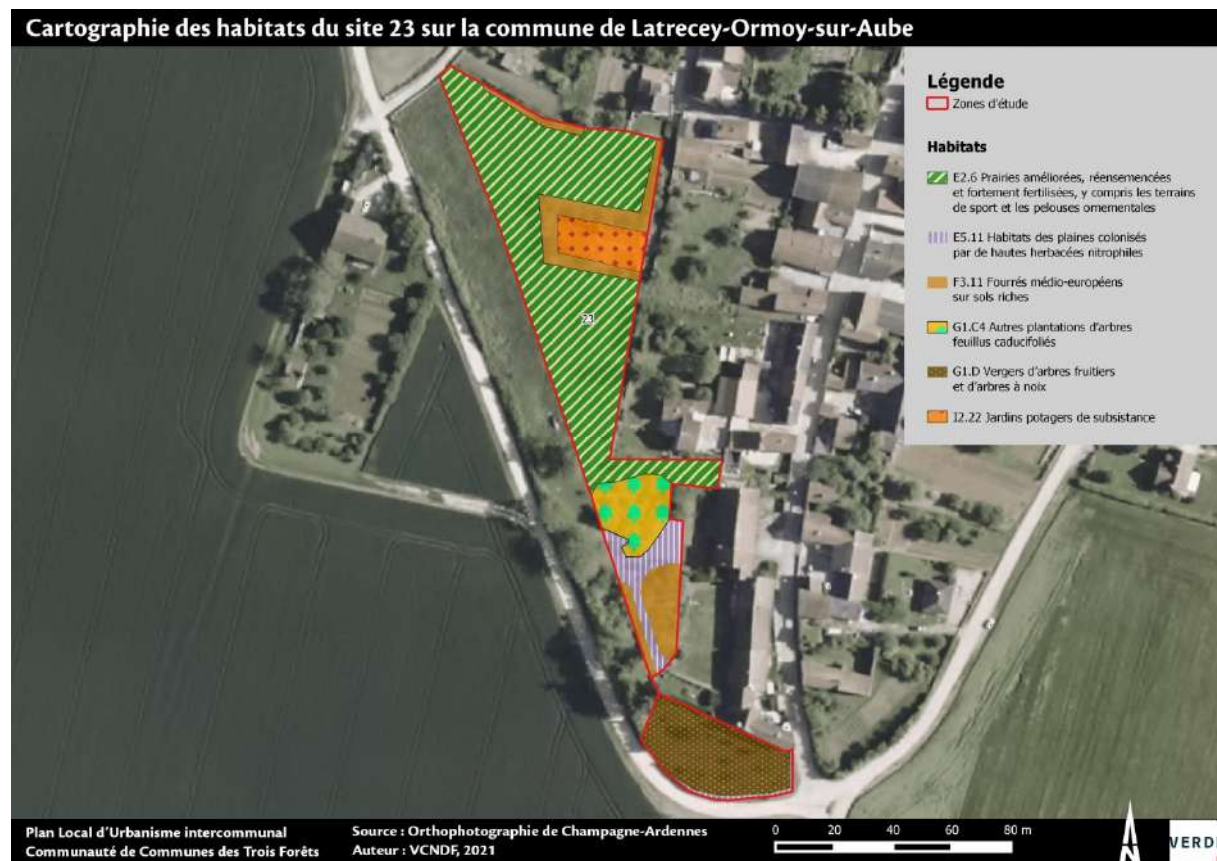 Cartographie des habitats du site 23 sur la commune de Latrecey-Ormoy-sur-Aube
Légende
Zones d'étude
Habitats
E2.6 Prairies améliorées, réensemencées
et fortement fertilisées, y compris les terrains
de sport et les pelouses ornementales
E5.11 Habitats des plaines colonisés
par de hautes herbacées nitrophiles
F3.11 Fourrés médio-européens
sur sols riches
G1.C4 Autres plantations d'arbres
feuillus caducifoliés
G1.D Vergers d'arbres fruitiers
et d'arbres à noix
I2.22 Jardins potagers de subsistance
23
Plan Local d'Urbanisme intercommunal
Communauté de Communes des Trois Forêts
Source : Orthophotographie de Champagne-Ardennes
Auteur : VCNDF, 2021
0 20 40 60 80 m
N
VERDI